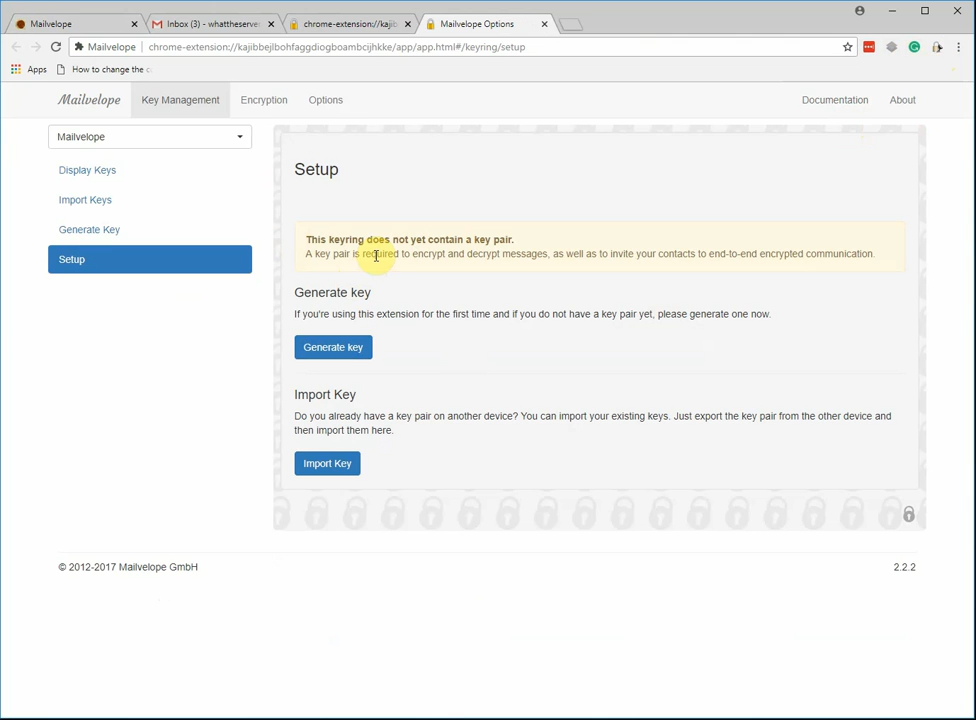 Mailvelope
Inbox (3) - whattheserver
chrome-extension://kajib
Mailvelope Options
Mailvelope
chrome-extension://kajibbejlbohfaggdiogboambcijhkke/app/app.html#/keyring/setup
Apps
How to change the c
Mailvelope
Key Management
Encryption
Options
Documentation
About
Mailvelope
Display Keys
Import Keys
Generate Key
Setup
Setup
This keyring does not yet contain a key pair.
A key pair is required to encrypt and decrypt messages, as well as to invite your contacts to end-to-end encrypted communication.
Generate key
If you're using this extension for the first time and if you do not have a key pair yet, please generate one now.
Generate key
Import Key
Do you already have a key pair on another device? You can import your existing keys. Just export the key pair from the other device and
then import them here.
Import Key
© 2012-2017 Mailvelope GmbH
2.2.2